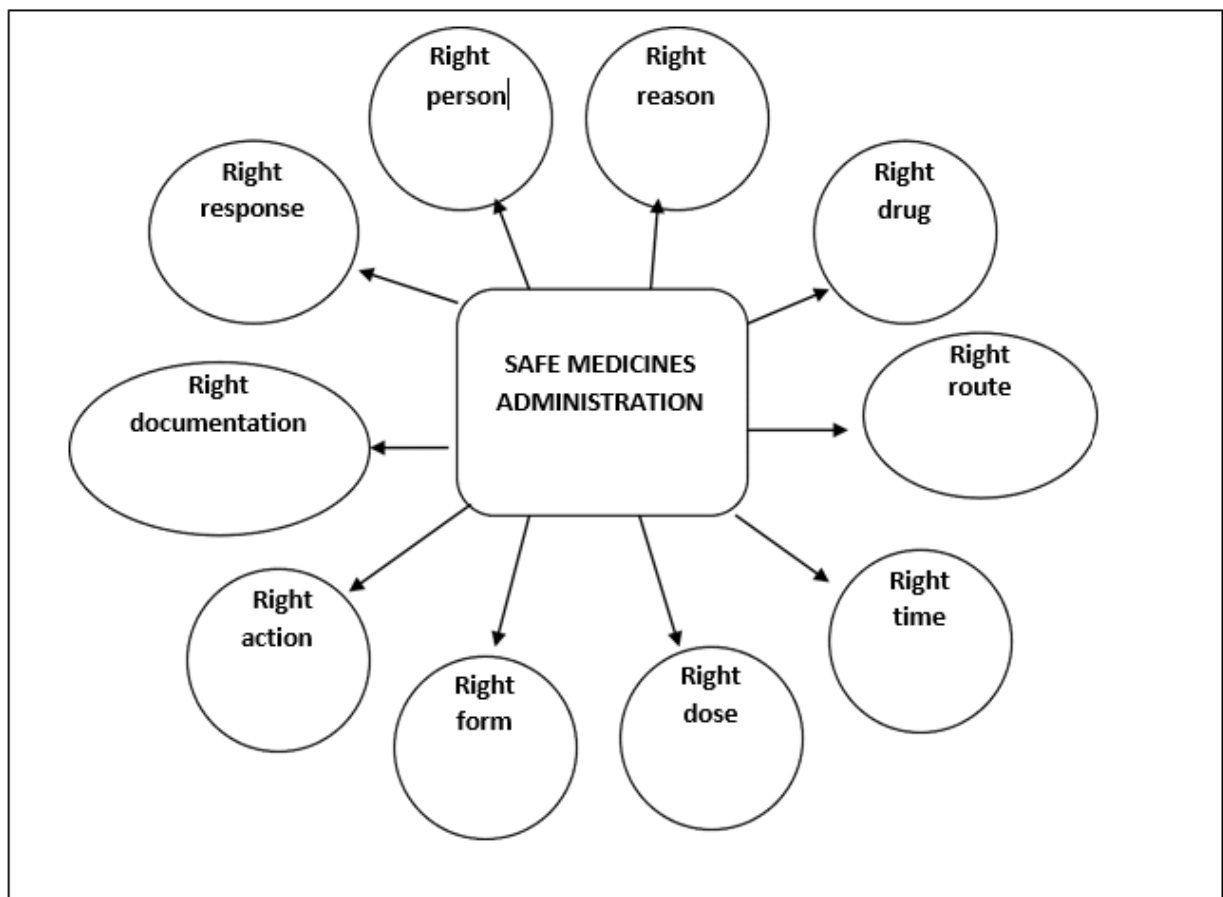 Right
person
Right
reason
Right
response
Right
drug
SAFE MEDICINES
ADMINISTRATION
Right
route
Right
documentation
Right
time
Right
action
Right
form
Right
dose